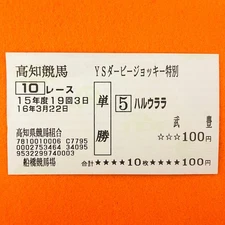 高知競馬
10 レース
15年度19回3日
16年3月22日
高知県競馬組合
7810010006 C7795
0002753464 34095
9532299740003
船橋競馬場
単勝
YSダービージョッキー特別
5 ハルウララ
武 豊
☆☆☆100円
合計★★★★10枚★★★★100円